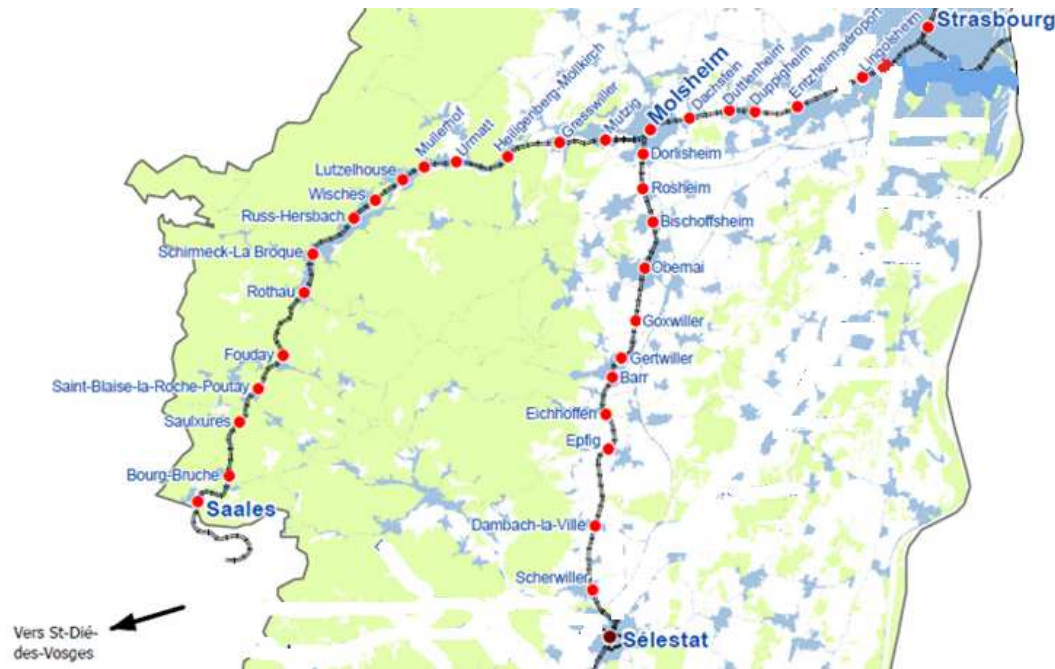 Strasbourg
Lingolsheim
Entzheim-aéroport
Duppigheim
Duttlenheim
Dachstein
Molsheim
Mutzig
Gresswiller
Heiligenberg-Mollkirch
Urmatt
Mullerhof
Lutzelhouse
Wisches
Russ-Hersbach
Schirmeck-La Broque
Rothau
Fouday
Saint-Blaise-la-Roche-Poutay
Saulxures
Bourg-Bruche
Saales
Dorlisheim
Rosheim
Bischoffsheim
Obernai
Goxwiller
Gertwiller
Barr
Eichhoffen
Epfig
Dambach-la-Ville
Scherwiller
Sélestat
Vers St-Dié-
des-Vosges